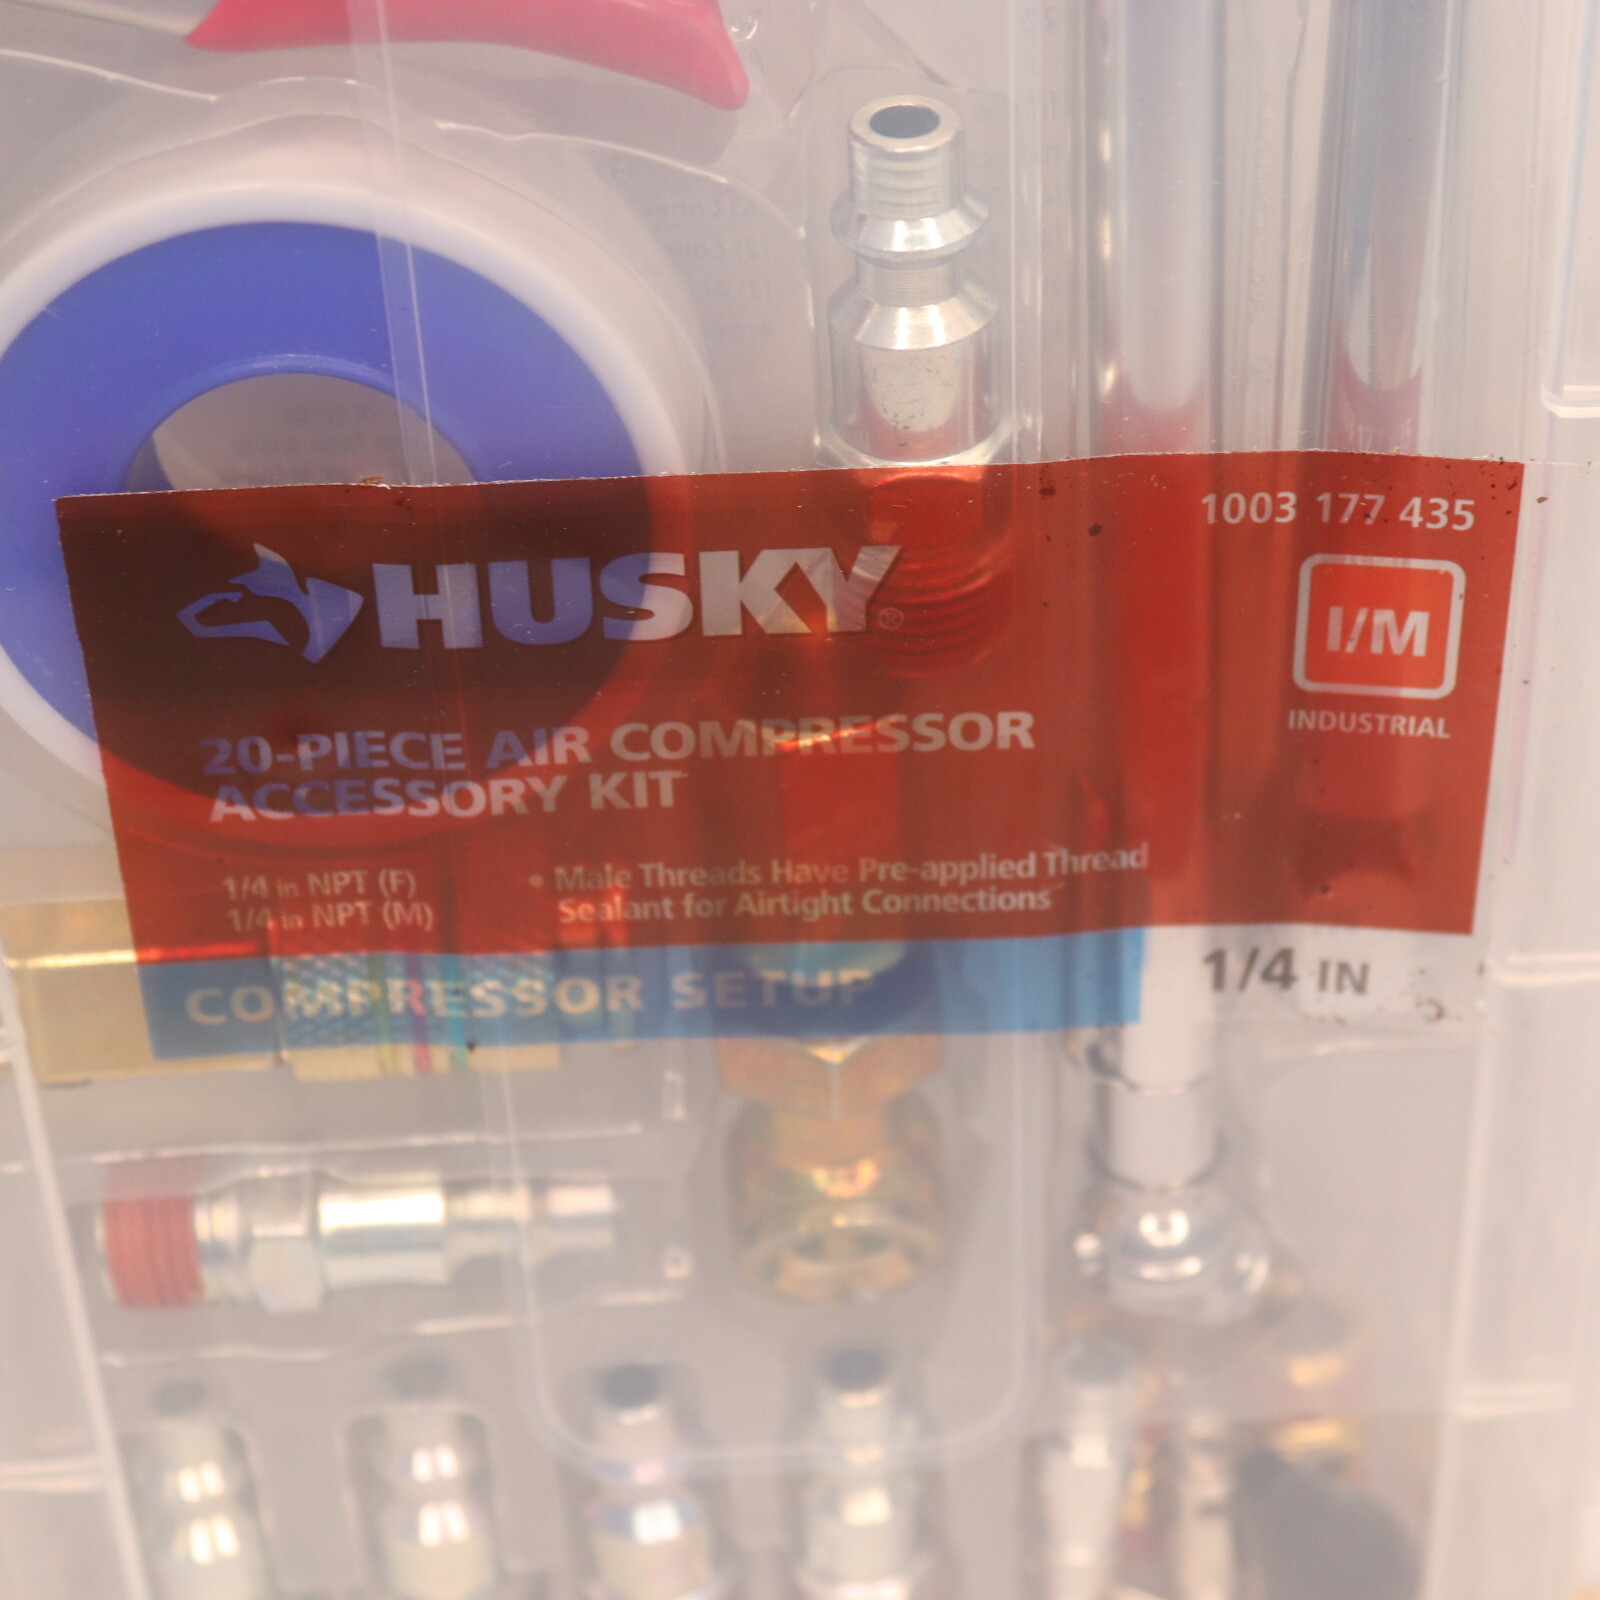 1003 177 435
HUSKY®
I/M
INDUSTRIAL
20-PIECE AIR COMPRESSOR
ACCESSORY KIT
1/4 in NPT (F)
1/4 in NPT (M)
• Male Threads Have Pre-applied Thread
Sealant for Airtight Connections
COMPRESSOR SETUP
1/4 IN